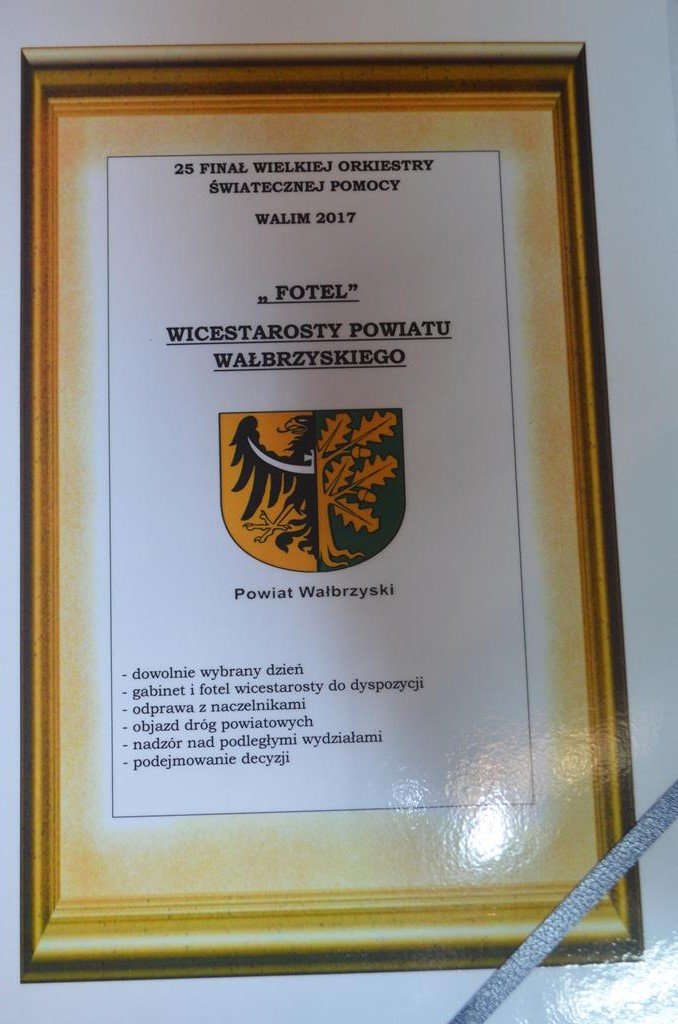 25 FINAŁ WIELKIEJ ORKIESTRY
ŚWIATECZNEJ POMOCY
WALIM 2017
„ FOTEL”
WICESTAROSTY POWIATU
WAŁBRZYSKIEGO
Powiat Wałbrzyski
- dowolnie wybrany dzień
- gabinet i fotel wicestarosty do dyspozycji
- odprawa z naczelnikami
- objazd dróg powiatowych
- nadzór nad podległymi wydziałami
- podejmowanie decyzji